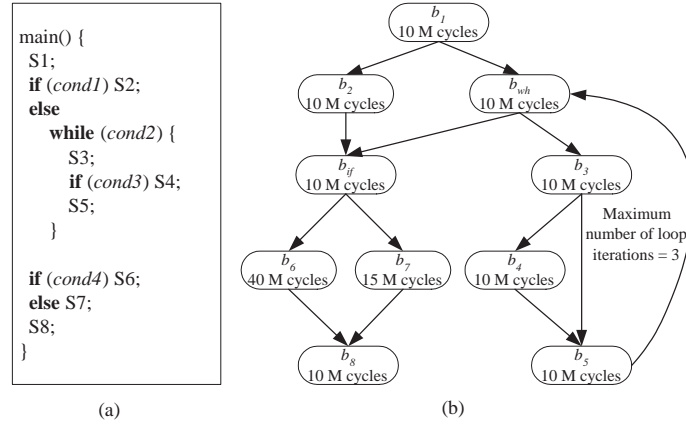 main() {
S1;
if (cond1) S2;
else
while (cond2) {
S3;
if (cond3) S4;
S5;
}
if (cond4) S6;
else S7;
S8;
}
(a)
b1
10 M cycles
b2
10 M cycles
bwh
10 M cycles
bif
10 M cycles
b3
10 M cycles
Maximum
number of loop
iterations = 3
b6
40 M cycles
b7
15 M cycles
b4
10 M cycles
b8
10 M cycles
b5
10 M cycles
(b)